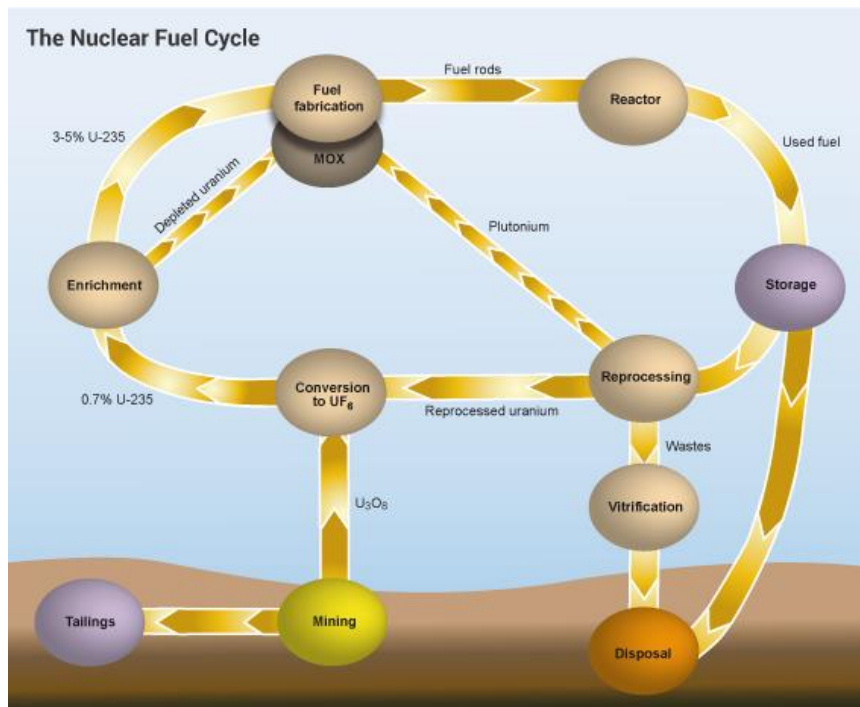 The Nuclear Fuel Cycle
Fuel
fabrication
MOX
Fuel rods
Reactor
3-5% U-235
Used fuel
Depleted uranium
Plutonium
Enrichment
Storage
0.7% U-235
Conversion
to UF₆
Reprocessed uranium
Reprocessing
Wastes
U₃O₈
Vitrification
Tailings
Mining
Disposal